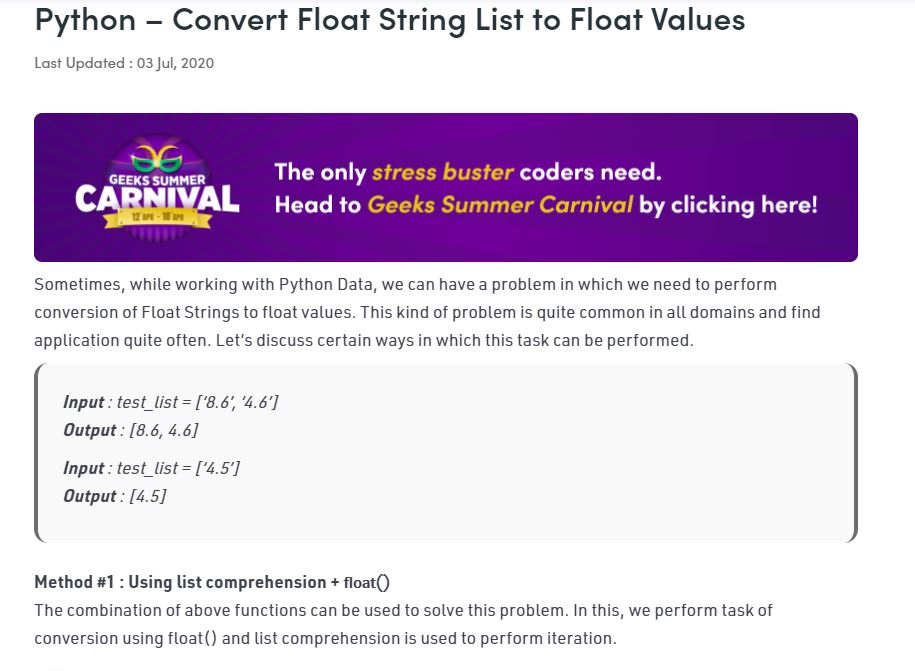 Python – Convert Float String List to Float Values
Last Updated : 03 Jul, 2020
GEEKS SUMMER
CARNIVAL
12 APR - 18 APR
The only stress buster coders need.
Head to Geeks Summer Carnival by clicking here!
Sometimes, while working with Python Data, we can have a problem in which we need to perform
conversion of Float Strings to float values. This kind of problem is quite common in all domains and find
application quite often. Let’s discuss certain ways in which this task can be performed.
Input : test_list = [‘8.6’, ‘4.6’]
Output : [8.6, 4.6]
Input : test_list = [‘4.5’]
Output : [4.5]
Method #1 : Using list comprehension + float()
The combination of above functions can be used to solve this problem. In this, we perform task of
conversion using float() and list comprehension is used to perform iteration.